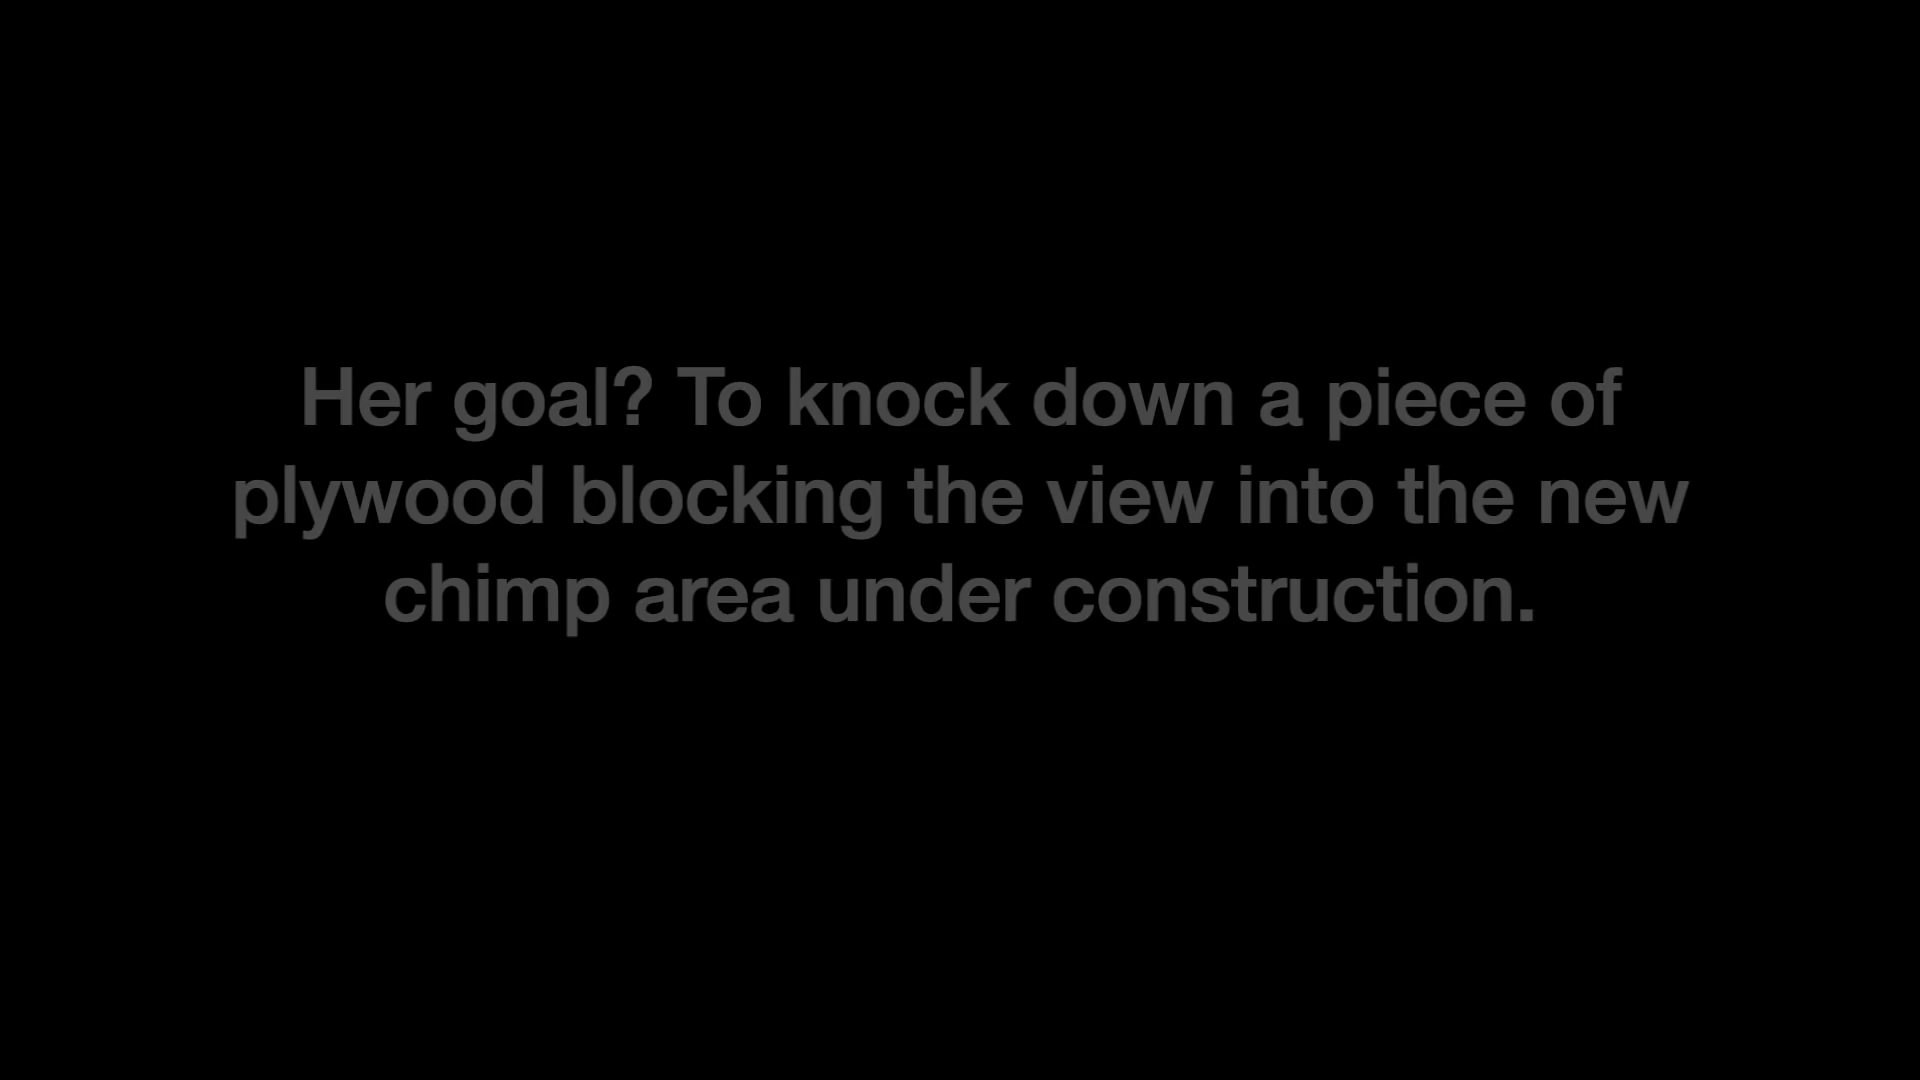 Her goal? To knock down a piece of
plywood blocking the view into the new
chimp area under construction.